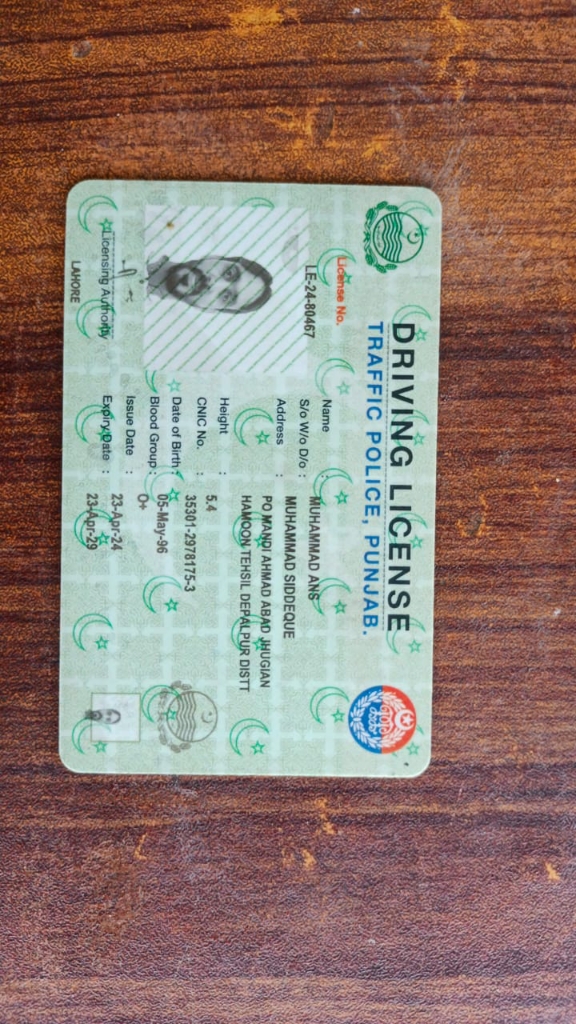 DRIVING LICENSE
TRAFFIC POLICE, PUNJAB.
License No.
LE-24-80467
Name : MUHAMMAD ANS
S/o W/o D/o : MUHAMMAD SIDDEQUE
Address : PO MANDI AHMAD ABAD JHUGIAN
HAMOON TEHSIL DEPALPUR DISTT
Height : 5.4
CNIC No. : 35301-2978175-3
Date of Birth : 05-May-96
Blood Group : O+
Issue Date : 23-Apr-24
Expiry Date : 23-Apr-29
Licensing Authority
LAHORE